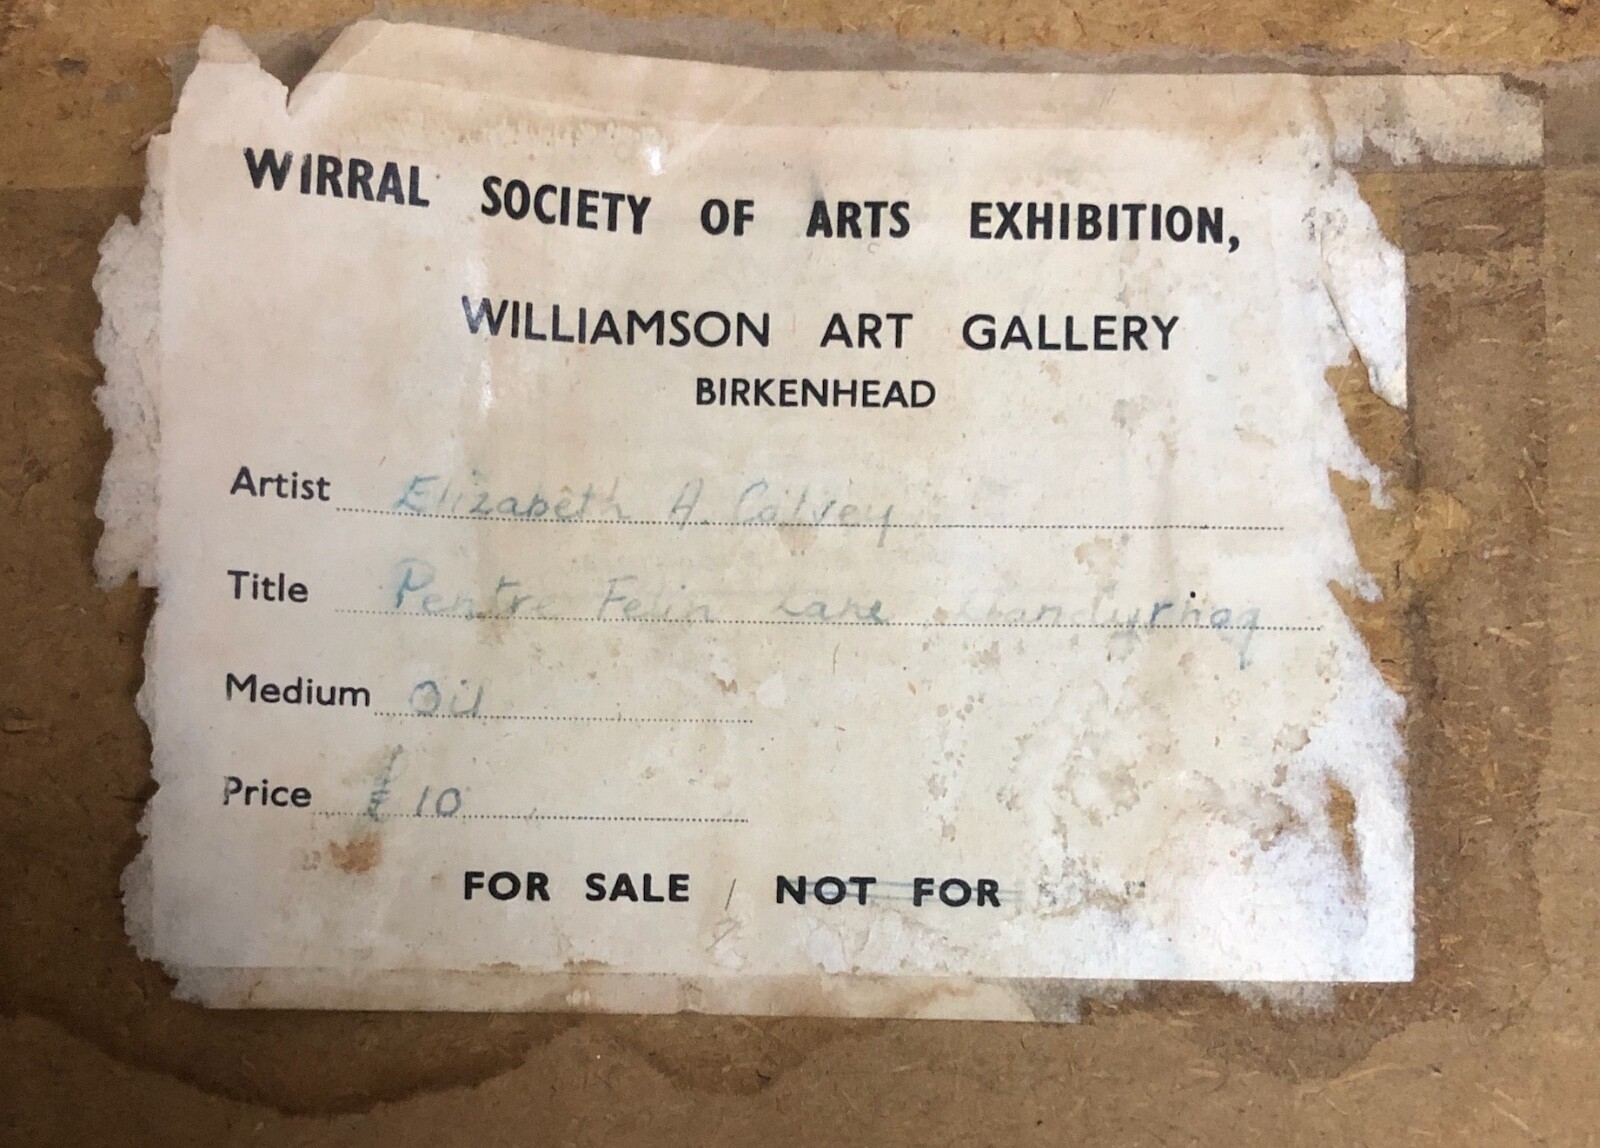 WIRRAL SOCIETY OF ARTS EXHIBITION,
WILLIAMSON ART GALLERY
BIRKENHEAD
Artist Elizabeth A. Calvey
Title Pentre Felin Lane Llandyrnog
Medium Oil
Price £10
FOR SALE / NOT FOR